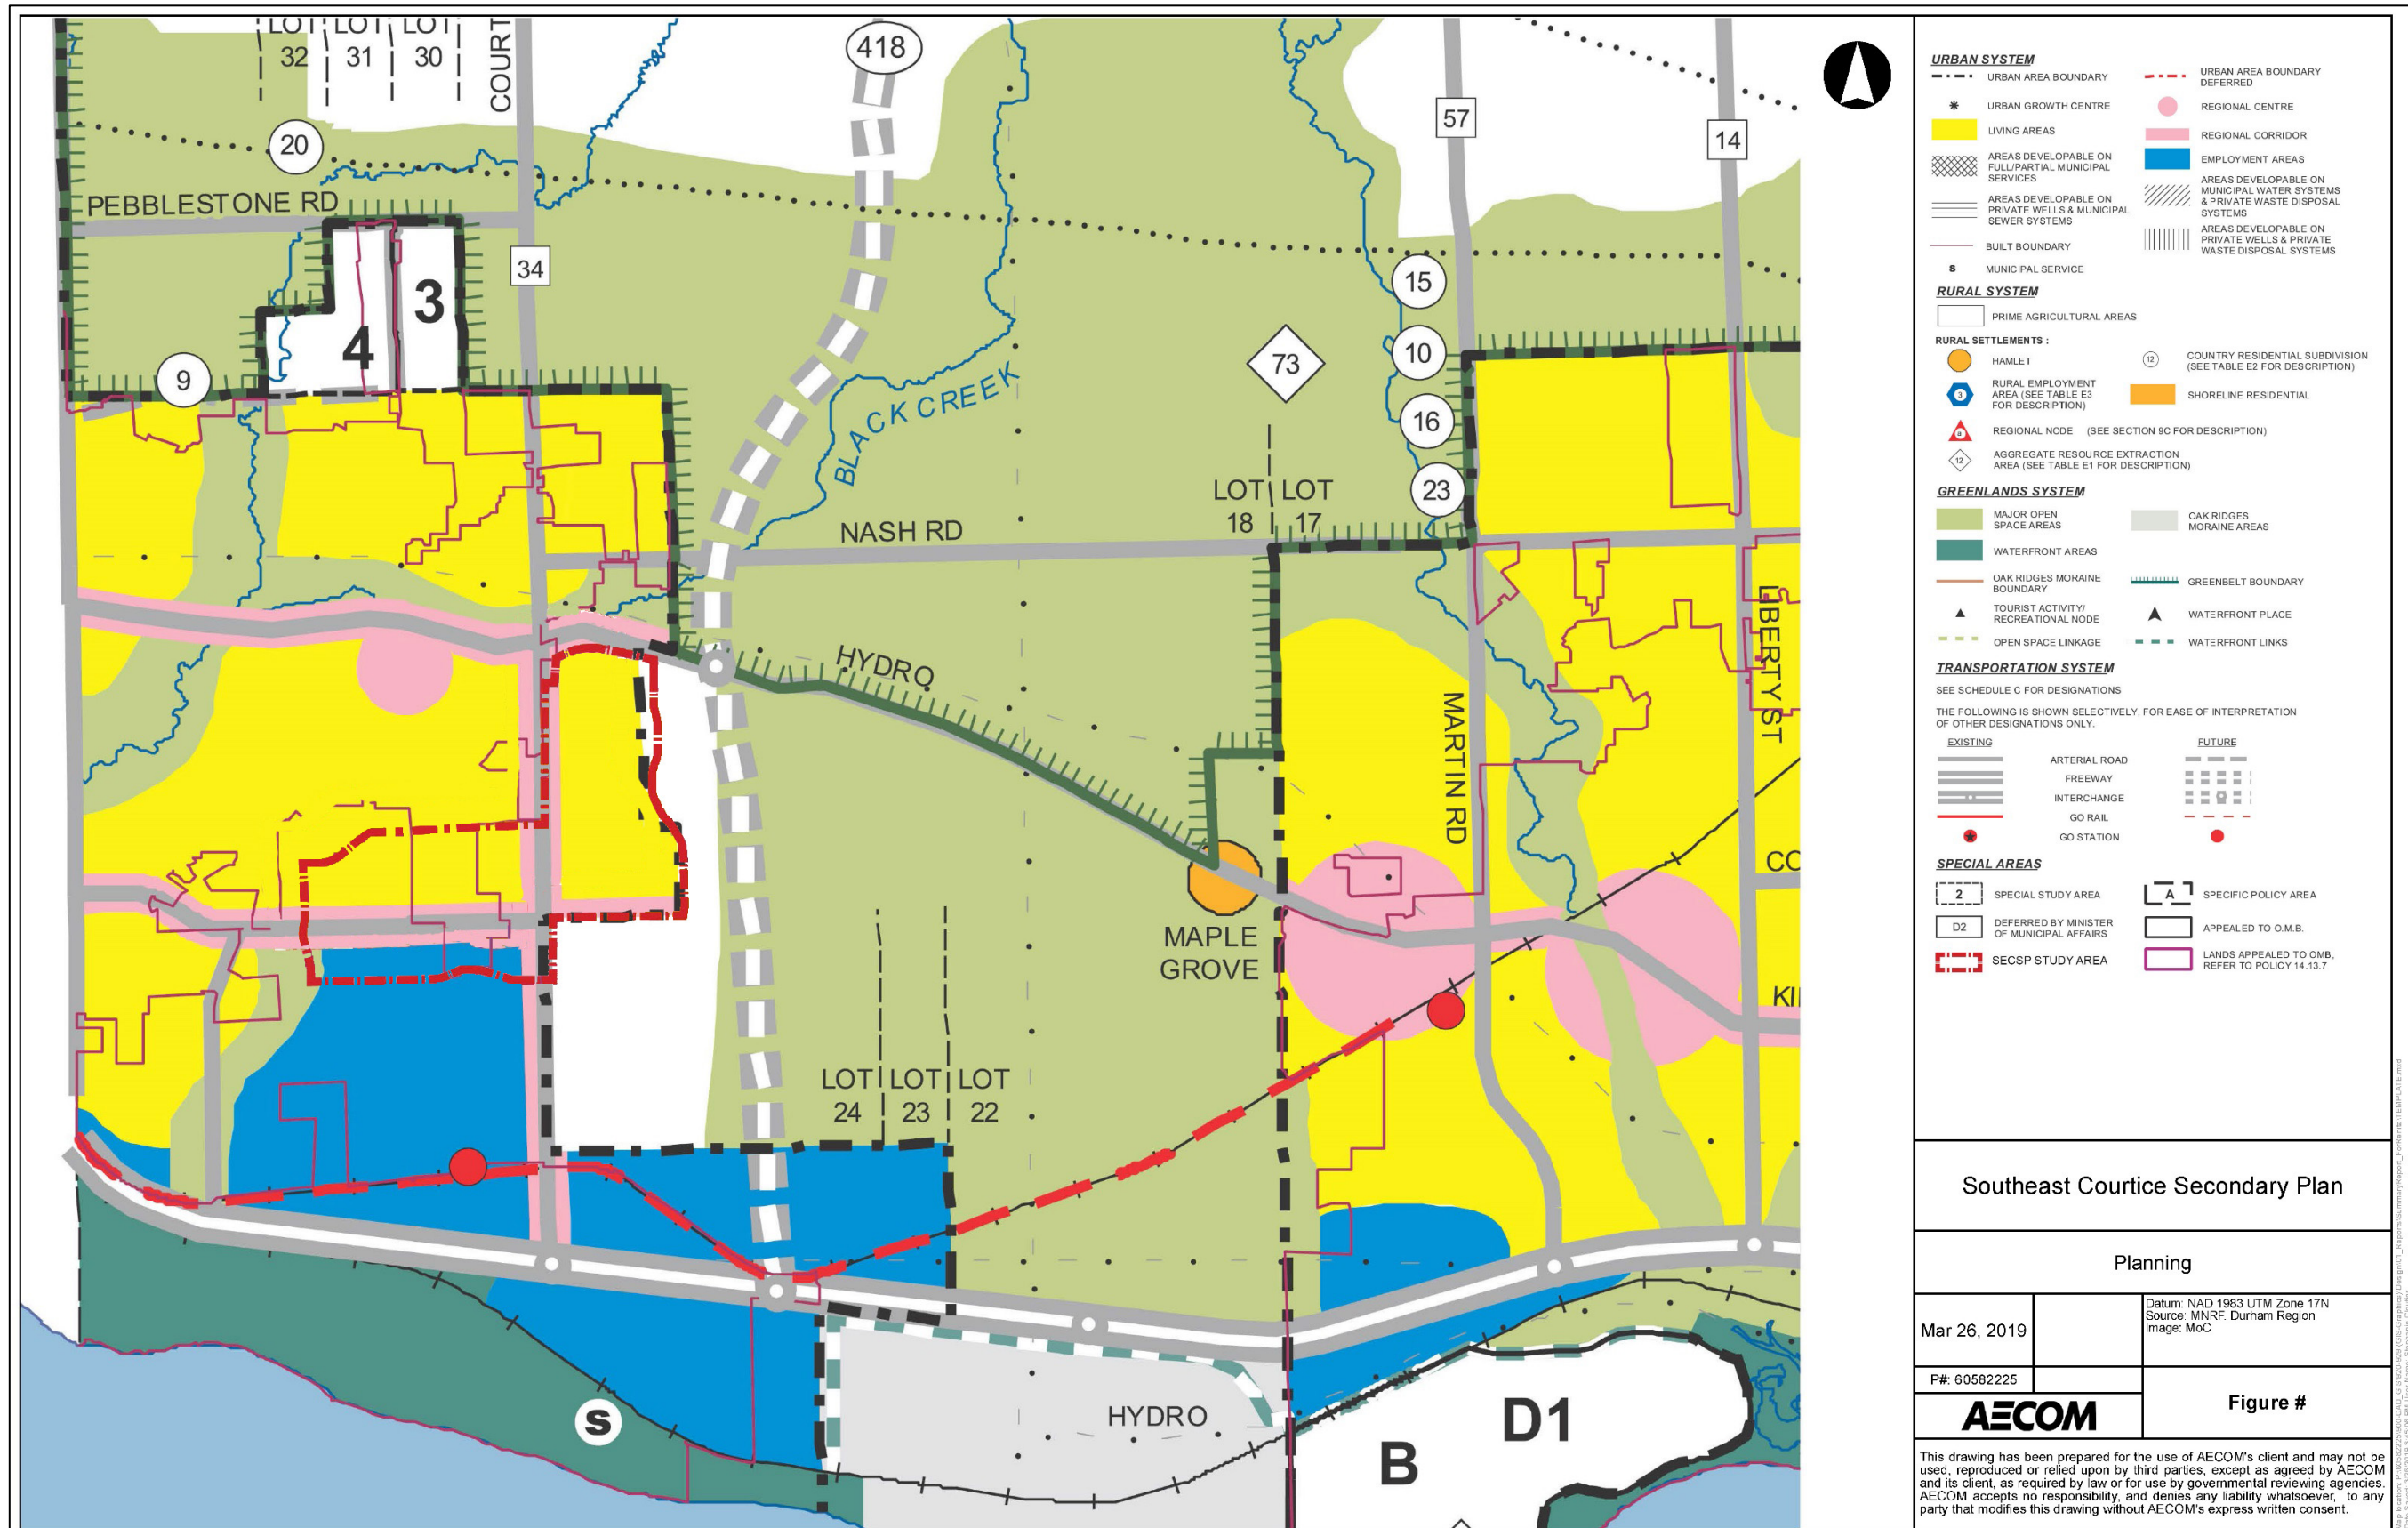 LOT LOT LOT
32 31 30
COURT
418
57
14
20
PEBBLESTONE RD
34
3
4
9
15
10
16
23
73
BLACK CREEK
LOT LOT
18 17
NASH RD
LIBERTY ST
HYDRO
MARTIN RD
CO
MAPLE
GROVE
KI
LOT LOT LOT
24 23 22
S
HYDRO
D1
B
URBAN SYSTEM
URBAN AREA BOUNDARY
URBAN AREA BOUNDARY
DEFERRED
URBAN GROWTH CENTRE
REGIONAL CENTRE
LIVING AREAS
REGIONAL CORRIDOR
AREAS DEVELOPABLE ON
FULL/PARTIAL MUNICIPAL
SERVICES
EMPLOYMENT AREAS
AREAS DEVELOPABLE ON
MUNICIPAL WATER SYSTEMS
& PRIVATE WASTE DISPOSAL
SYSTEMS
AREAS DEVELOPABLE ON
PRIVATE WELLS & MUNICIPAL
SEWER SYSTEMS
AREAS DEVELOPABLE ON
PRIVATE WELLS & PRIVATE
WASTE DISPOSAL SYSTEMS
BUILT BOUNDARY
S MUNICIPAL SERVICE
RURAL SYSTEM
PRIME AGRICULTURAL AREAS
RURAL SETTLEMENTS :
HAMLET
12 COUNTRY RESIDENTIAL SUBDIVISION
(SEE TABLE E2 FOR DESCRIPTION)
3 RURAL EMPLOYMENT
AREA (SEE TABLE E3
FOR DESCRIPTION)
SHORELINE RESIDENTIAL
REGIONAL NODE (SEE SECTION 9C FOR DESCRIPTION)
12 AGGREGATE RESOURCE EXTRACTION
AREA (SEE TABLE E1 FOR DESCRIPTION)
GREENLANDS SYSTEM
MAJOR OPEN
SPACE AREAS
OAK RIDGES
MORAINE AREAS
WATERFRONT AREAS
OAK RIDGES MORAINE
BOUNDARY
GREENBELT BOUNDARY
TOURIST ACTIVITY/
RECREATIONAL NODE
WATERFRONT PLACE
OPEN SPACE LINKAGE
WATERFRONT LINKS
TRANSPORTATION SYSTEM
SEE SCHEDULE C FOR DESIGNATIONS
THE FOLLOWING IS SHOWN SELECTIVELY, FOR EASE OF INTERPRETATION
OF OTHER DESIGNATIONS ONLY.
EXISTING FUTURE
ARTERIAL ROAD
FREEWAY
INTERCHANGE
GO RAIL
GO STATION
SPECIAL AREAS
2 SPECIAL STUDY AREA
A SPECIFIC POLICY AREA
D2 DEFERRED BY MINISTER
OF MUNICIPAL AFFAIRS
APPEALED TO O.M.B.
SECSP STUDY AREA
LANDS APPEALED TO OMB,
REFER TO POLICY 14.13.7
Southeast Courtice Secondary Plan
Planning
Mar 26, 2019
Datum: NAD 1983 UTM Zone 17N
Source: MNRF. Durham Region
Image: MoC
P#: 60582225
AECOM
Figure #
This drawing has been prepared for the use of AECOM's client and may not be
used, reproduced or relied upon by third parties, except as agreed by AECOM
and its client, as required by law or for use by governmental reviewing agencies.
AECOM accepts no responsibility, and denies any liability whatsoever, to any
party that modifies this drawing without AECOM's express written consent.